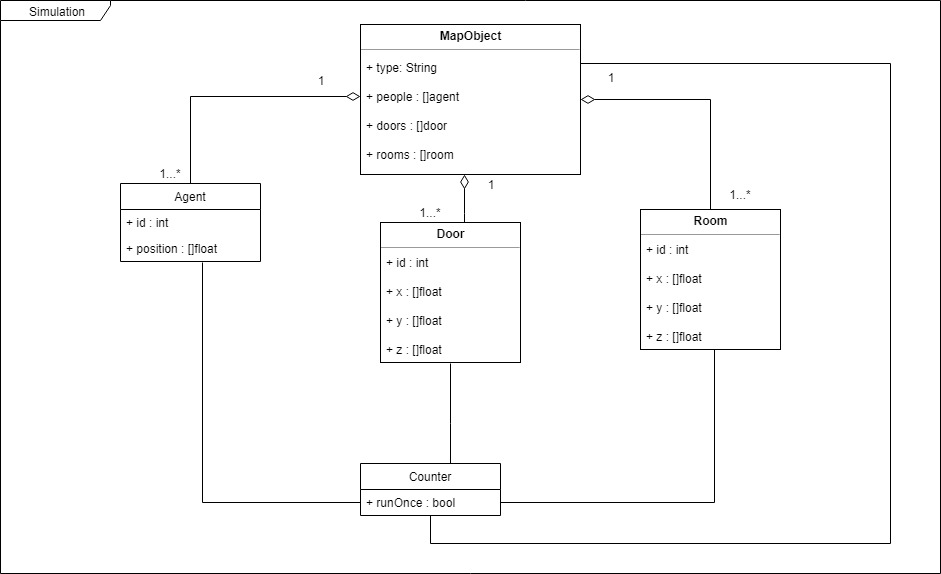 Simulation
MapObject
+ type: String
+ people : []agent
+ doors : []door
+ rooms : []room
1
1
1
1...*
1...*
1...*
Agent
+ id : int
+ position : []float
Door
+ id : int
+ x : []float
+ y : []float
+ z : []float
Room
+ id : int
+ x : []float
+ y : []float
+ z : []float
Counter
+ runOnce : bool